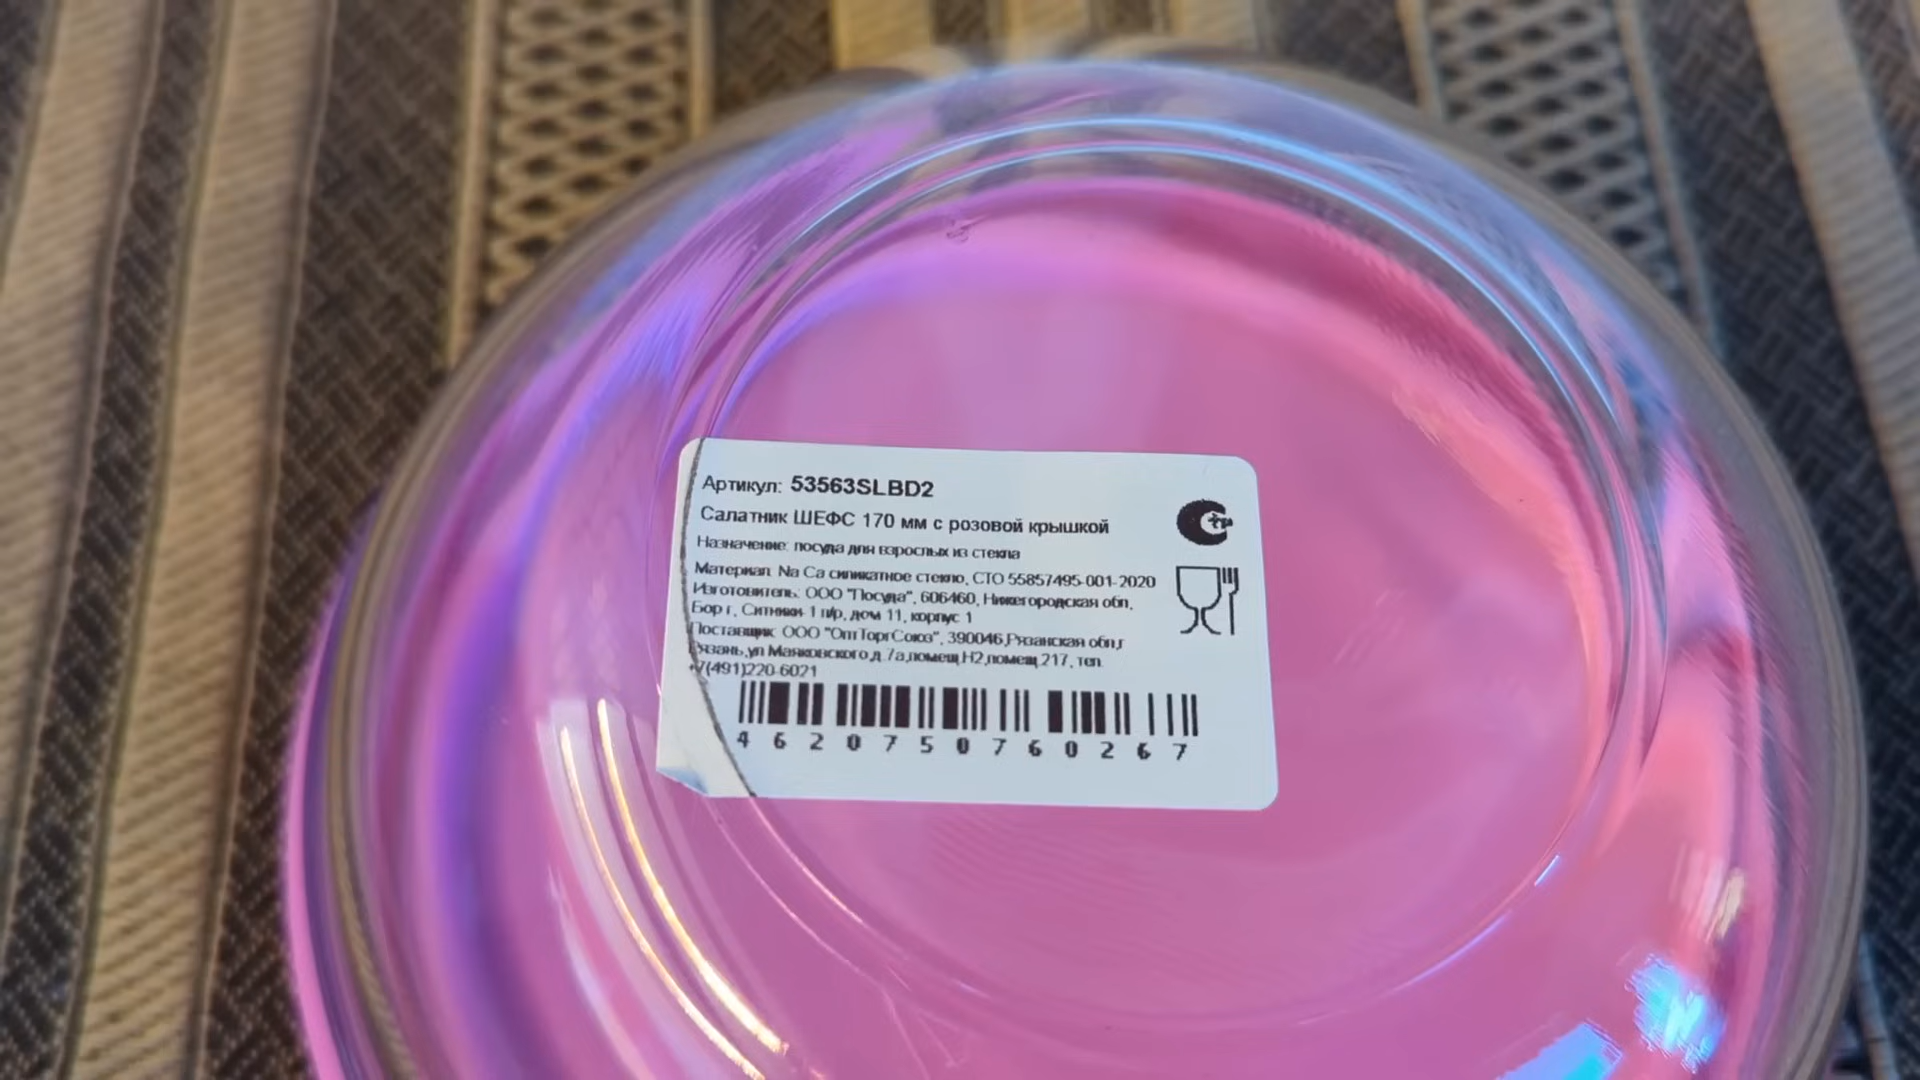 Артикул: 53563SLBD2
Салатник ШЕФС 170 мм с розовой крышкой
Назначение: посуда для взрослых из стекла
Материал: Na Ca силикатное стекло, СТО 55857495-001-2020
Изготовитель: ООО "Посуда", 606460, Нижегородская обл,
Бор г, Ситники 1 п/р, дом 11, корпус 1
Поставщик: ООО "ОптТоргСоюз", 390046,Рязанская обл,г
Рязань,ул Маяковского,д.7а,помещ.Н2,помещ.217, тел.
+7(491)220-6021
4620750760267